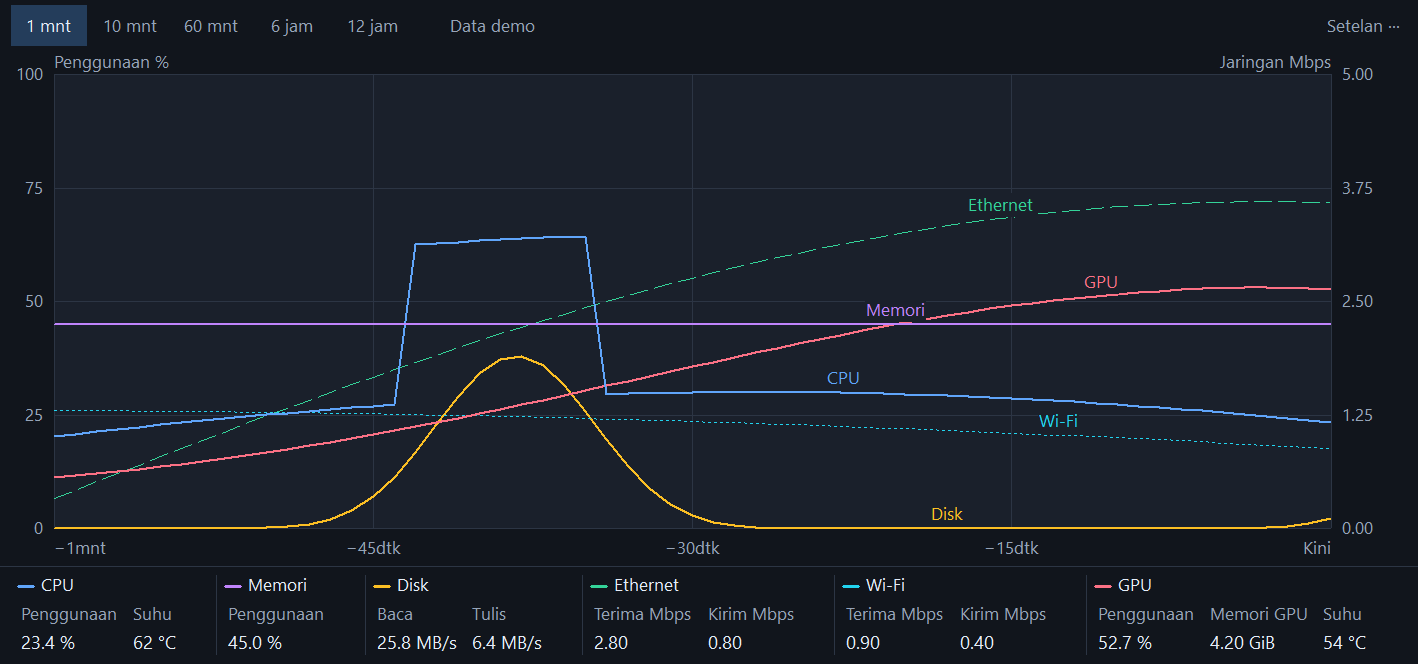 1 mnt 10 mnt 60 mnt 6 jam 12 jam Data demo Setelan ···
Penggunaan % Jaringan Mbps
100 5.00
75 3.75
Ethernet
GPU
50 2.50
Memori
CPU
25 1.25
Wi-Fi
Disk
0 0.00
−1mnt −45dtk −30dtk −15dtk Kini
CPU Memori Disk Ethernet Wi-Fi GPU
Penggunaan Suhu Penggunaan Baca Tulis Terima Mbps Kirim Mbps Terima Mbps Kirim Mbps Penggunaan Memori GPU Suhu
23.4 % 62 °C 45.0 % 25.8 MB/s 6.4 MB/s 2.80 0.80 0.90 0.40 52.7 % 4.20 GiB 54 °C